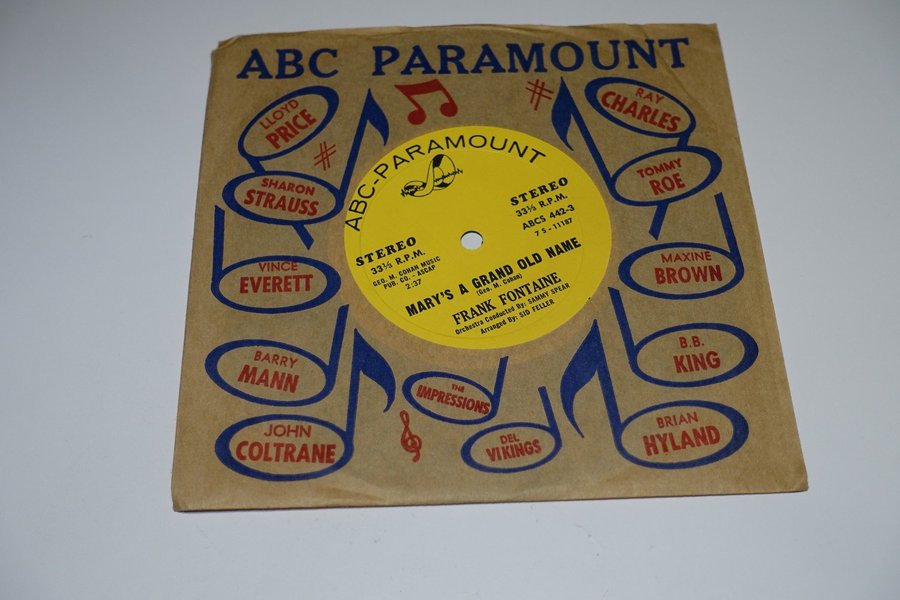 ABC PARAMOUNT
LLOYD
PRICE
SHARON
STRAUSS
VINCE
EVERETT
BARRY
MANN
JOHN
COLTRANE
RAY
CHARLES
TOMMY
ROE
MAXINE
BROWN
B.B.
KING
BRIAN
HYLAND
THE
IMPRESSIONS
DEL
VIKINGS
ABC-PARAMOUNT
STEREO
33⅓ R.P.M.
GEO. M. COHAN MUSIC
PUB. CO. - ASCAP
2:37
STEREO
33⅓ R.P.M.
ABCS 442-3
7 S - 11187
MARY'S A GRAND OLD NAME
(Geo. M. Cohan)
FRANK FONTAINE
Orchestra Conducted By: SAMMY SPEAR
Arranged By: SID FELLER